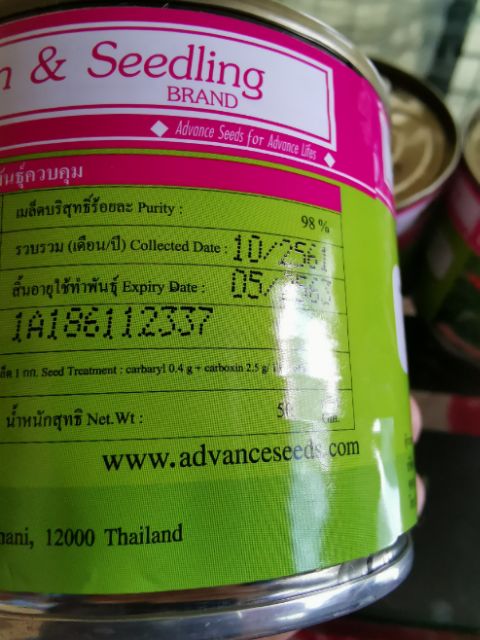 & Seedling
BRAND
Advance Seeds for Advance Lifes
พันธุ์ควบคุม
เมล็ดบริสุทธิ์ร้อยละ Purity : 98 %
รวบรวม (เดือน/ปี) Collected Date : 10/2561
สิ้นอายุใช้ทำพันธุ์ Expiry Date : 05/2563
1A186112337
1 กก. Seed Treatment : carbaryl 0.4 g + carboxin 2.5 g/
น้ำหนักสุทธิ Net.Wt :
www.advanceseeds.com
12000 Thailand